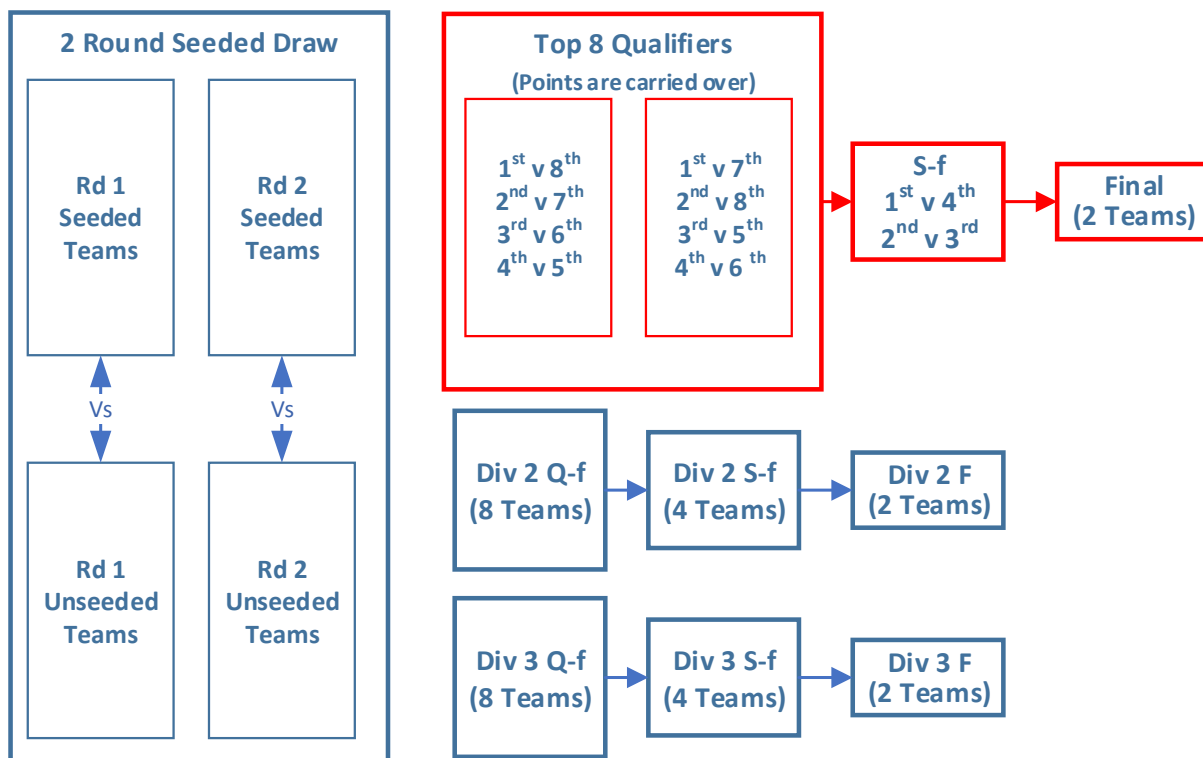 2 Round Seeded Draw
Rd 1
Seeded
Teams
Rd 2
Seeded
Teams
Vs
Vs
Rd 1
Unseeded
Teams
Rd 2
Unseeded
Teams
Top 8 Qualifiers
(Points are carried over)
1st v 8th
2nd v 7th
3rd v 6th
4th v 5th
1st v 7th
2nd v 8th
3rd v 5th
4th v 6 th
S-f
1st v 4th
2nd v 3rd
Final
(2 Teams)
Div 2 Q-f
(8 Teams)
Div 2 S-f
(4 Teams)
Div 2 F
(2 Teams)
Div 3 Q-f
(8 Teams)
Div 3 S-f
(4 Teams)
Div 3 F
(2 Teams)